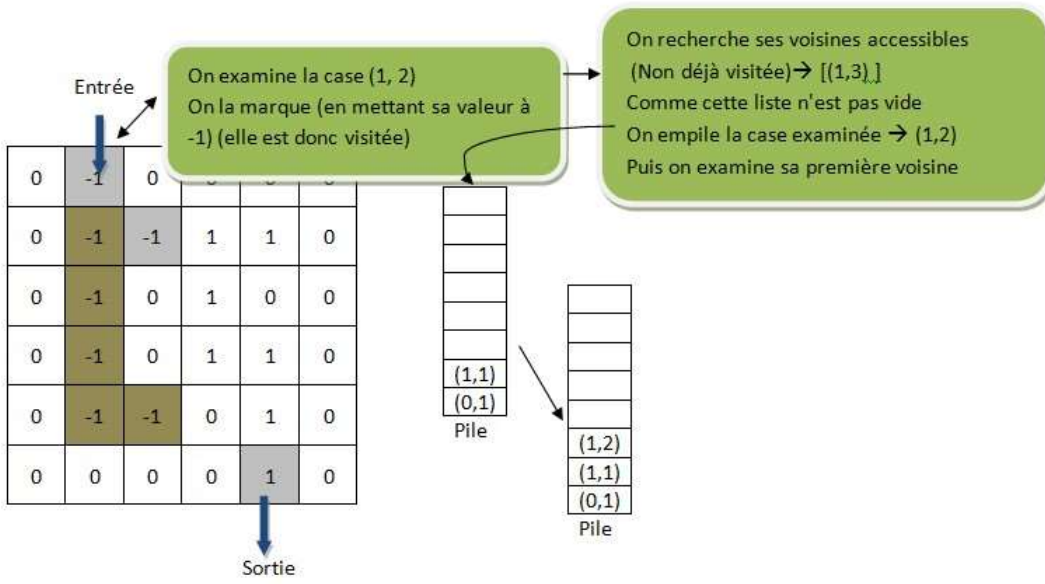 On examine la case (1, 2)
On la marque (en mettant sa valeur à
-1) (elle est donc visitée)
On recherche ses voisines accessibles
(Non déjà visitée)→ [(1,3) ]
Comme cette liste n'est pas vide
On empile la case examinée → (1,2)
Puis on examine sa première voisine
Entrée
0 -1 0
0 -1 -1 1 1 0
0 -1 0 1 0 0
0 -1 0 1 1 0
0 -1 -1 0 1 0
0 0 0 0 1 0
Sortie
(1,1)
(0,1)
Pile
(1,2)
(1,1)
(0,1)
Pile